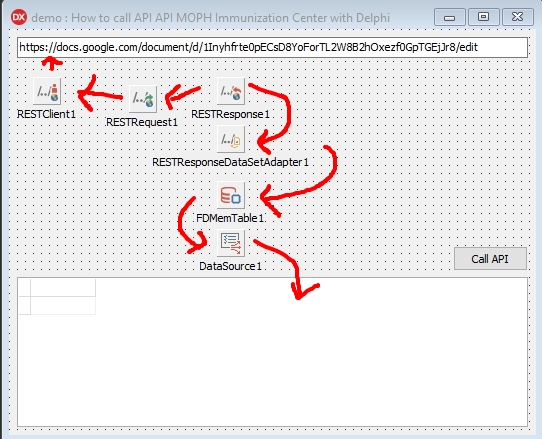 demo : How to call API API MOPH Immunization Center with Delphi
https://docs.google.com/document/d/1Inyhfrte0pECsD8YoForTL2W8B2hOxezf0GpTGEjJr8/edit
RESTClient1
RESTRequest1
RESTResponse1
RESTResponseDataSetAdapter1
FDMemTable1
DataSource1
Call API